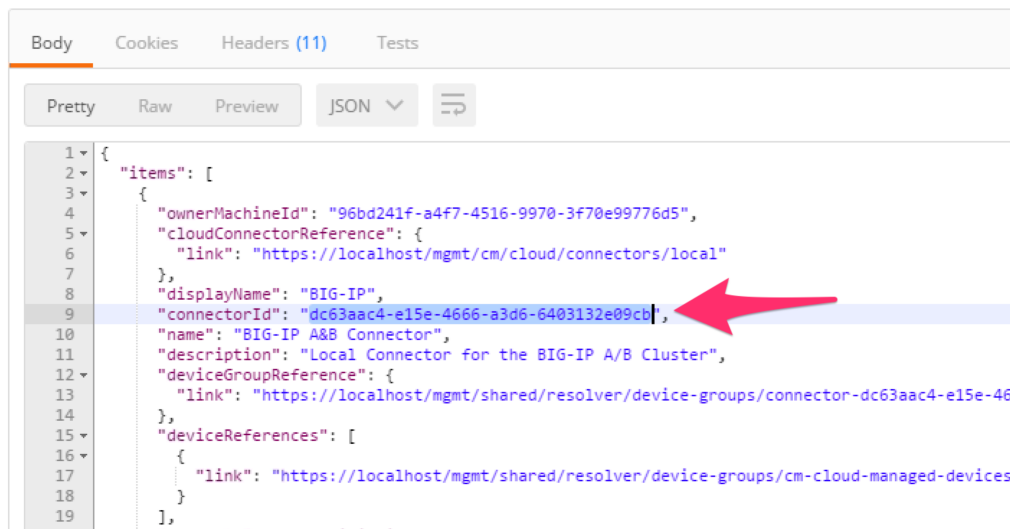 Body Cookies Headers (11) Tests
Pretty Raw Preview JSON
1 {
2 "items": [
3 {
4 "ownerMachineId": "96bd241f-a4f7-4516-9970-3f70e99776d5",
5 "cloudConnectorReference": {
6 "link": "https://localhost/mgmt/cm/cloud/connectors/local"
7 },
8 "displayName": "BIG-IP",
9 "connectorId": "dc63aac4-e15e-4666-a3d6-6403132e09cb",
10 "name": "BIG-IP A&B Connector",
11 "description": "Local Connector for the BIG-IP A/B Cluster",
12 "deviceGroupReference": {
13 "link": "https://localhost/mgmt/shared/resolver/device-groups/connector-dc63aac4-e15e-46
14 },
15 "deviceReferences": [
16 {
17 "link": "https://localhost/mgmt/shared/resolver/device-groups/cm-cloud-managed-devices
18 }
19 ],